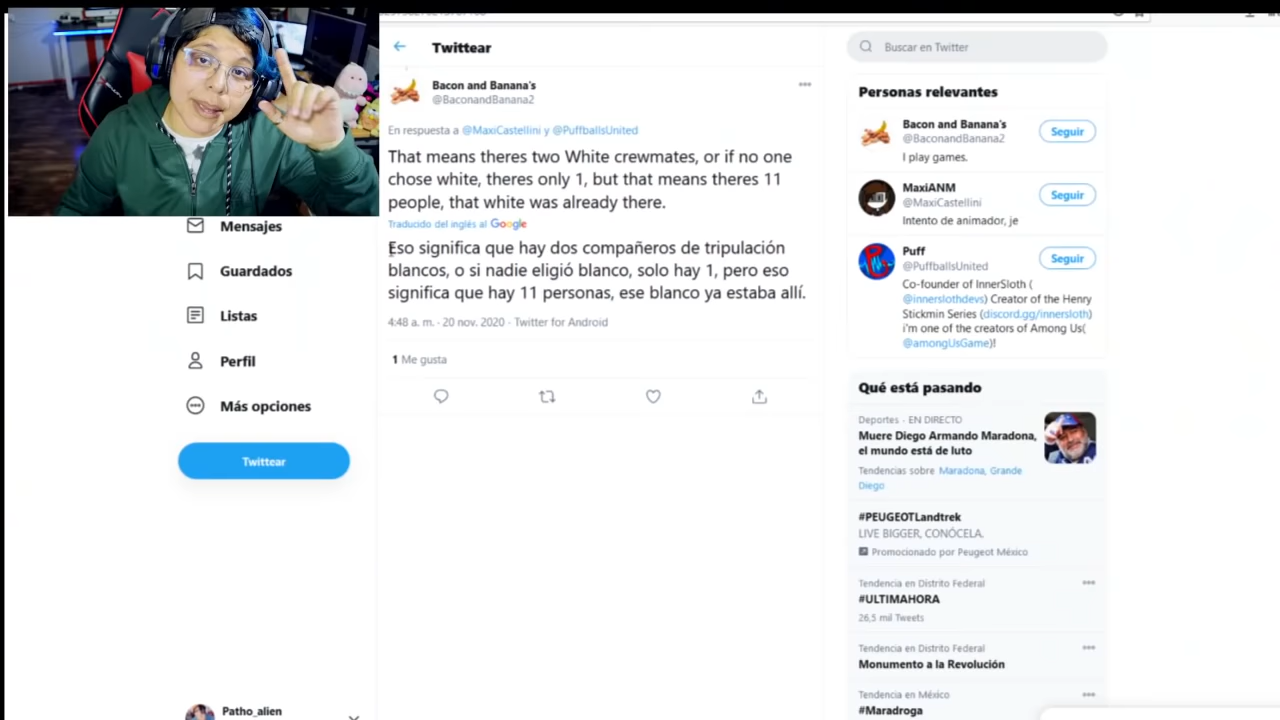 Twittear
Bacon and Banana's
@BaconandBanana2
En respuesta a @MaxiCastellini y @PuffballsUnited
That means theres two White crewmates, or if no one
chose white, theres only 1, but that means theres 11
people, that white was already there.
Traducido del inglés al Google
Eso significa que hay dos compañeros de tripulación
blancos, o si nadie eligió blanco, solo hay 1, pero eso
significa que hay 11 personas, ese blanco ya estaba allí.
4:48 a. m. · 20 nov. 2020 · Twitter for Android
1 Me gusta
Mensajes
Guardados
Listas
Perfil
Más opciones
Twittear
Patho_alien
Buscar en Twitter
Personas relevantes
Bacon and Banana's
@BaconandBanana2
Seguir
I play games.
MaxiANM
@MaxiCastellini
Seguir
Intento de animador, je
Puff
@PuffballsUnited
Seguir
Co-founder of InnerSloth (
@innerslothdevs) Creator of the Henry
Stickmin Series (discord.gg/innersloth)
i'm one of the creators of Among Us(
@amongUsGame)!
Qué está pasando
Deportes · EN DIRECTO
Muere Diego Armando Maradona,
el mundo está de luto
Tendencias sobre Maradona, Grande
Diego
#PEUGEOTLandtrek
LIVE BIGGER, CONÓCELA.
Promocionado por Peugeot México
Tendencia en Distrito Federal
#ULTIMAHORA
26,5 mil Tweets
Tendencia en Distrito Federal
Monumento a la Revolución
Tendencia en México
#Maradroga